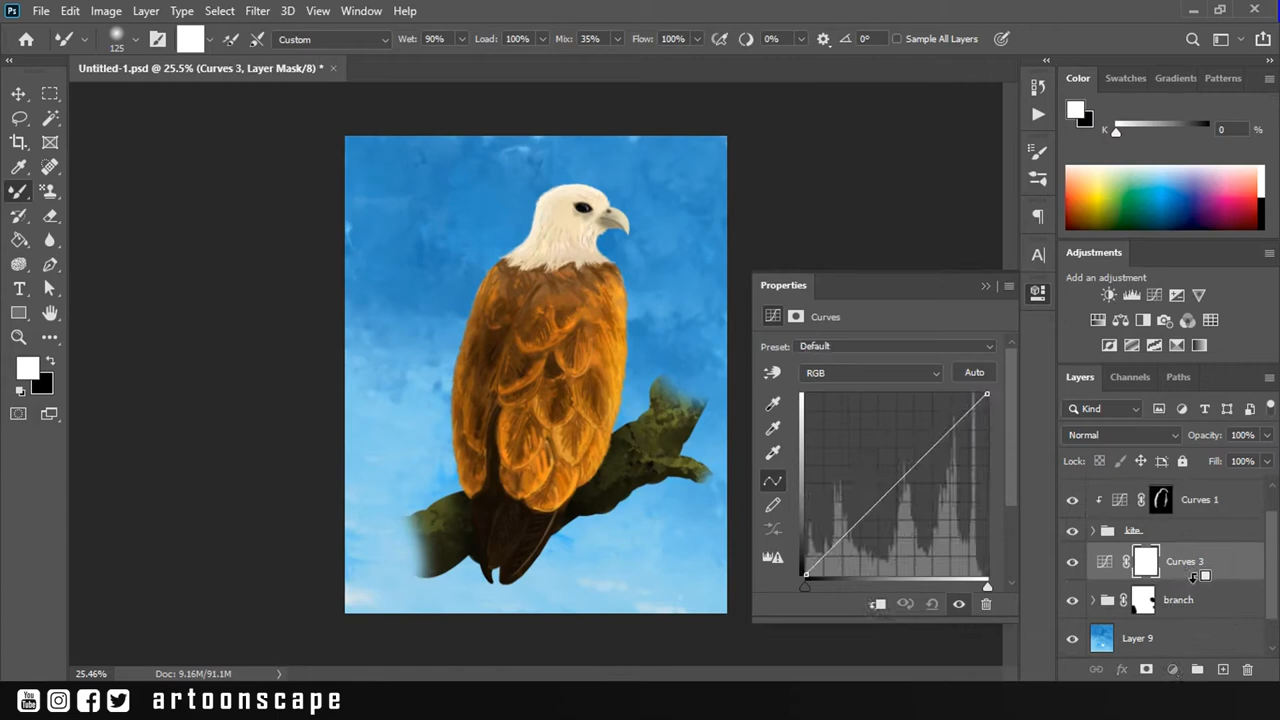 Ps File Edit Image Layer Type Select Filter 3D View Window Help
125 Custom Wet: 90% Load: 100% Mix: 35% Flow: 100% 0% 0° Sample All Layers
Untitled-1.psd @ 25.5% (Curves 3, Layer Mask/8) *
Color Swatches Gradients Patterns
K 0 %
Adjustments
Add an adjustment
Properties
Curves
Preset: Default
RGB Auto
Layers Channels Paths
Kind
Normal Opacity: 100%
Lock: Fill: 100%
Curves 1
kite
Curves 3
branch
Layer 9
25.46% Doc: 9.16M/91.1M
You Tube artoonscape